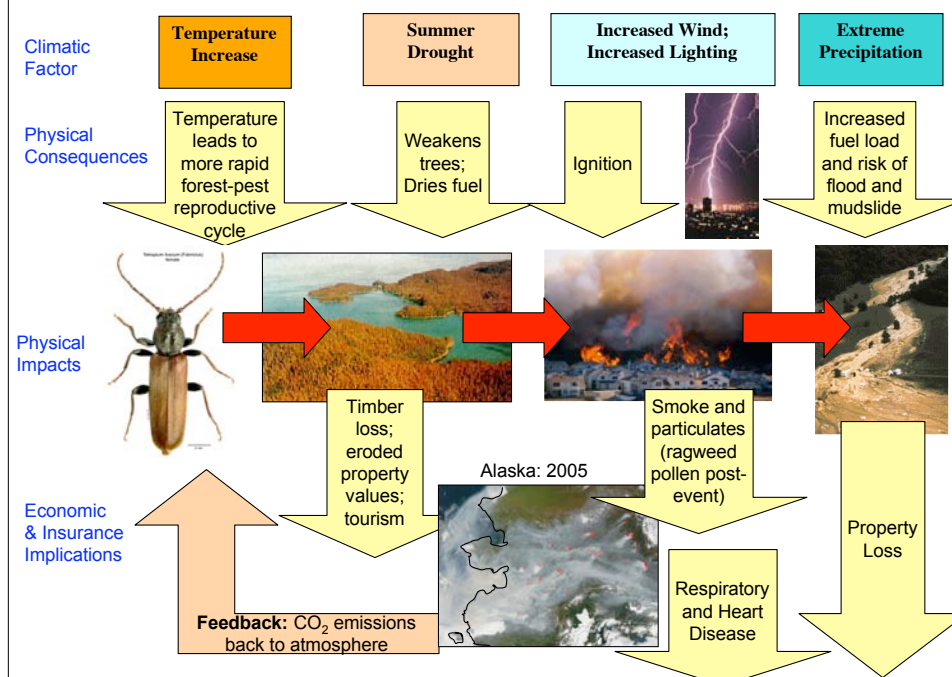 Climatic
Factor
Temperature
Increase
Summer
Drought
Increased Wind;
Increased Lighting
Extreme
Precipitation
Physical
Consequences
Temperature
leads to
more rapid
forest-pest
reproductive
cycle
Weakens
trees;
Dries fuel
Ignition
Increased
fuel load
and risk of
flood and
mudslide
Physical
Impacts
Timber
loss;
eroded
property
values;
tourism
Smoke and
particulates
(ragweed
pollen post-
event)
Alaska: 2005
Economic
& Insurance
Implications
Property
Loss
Respiratory
and Heart
Disease
Feedback: CO₂ emissions
back to atmosphere